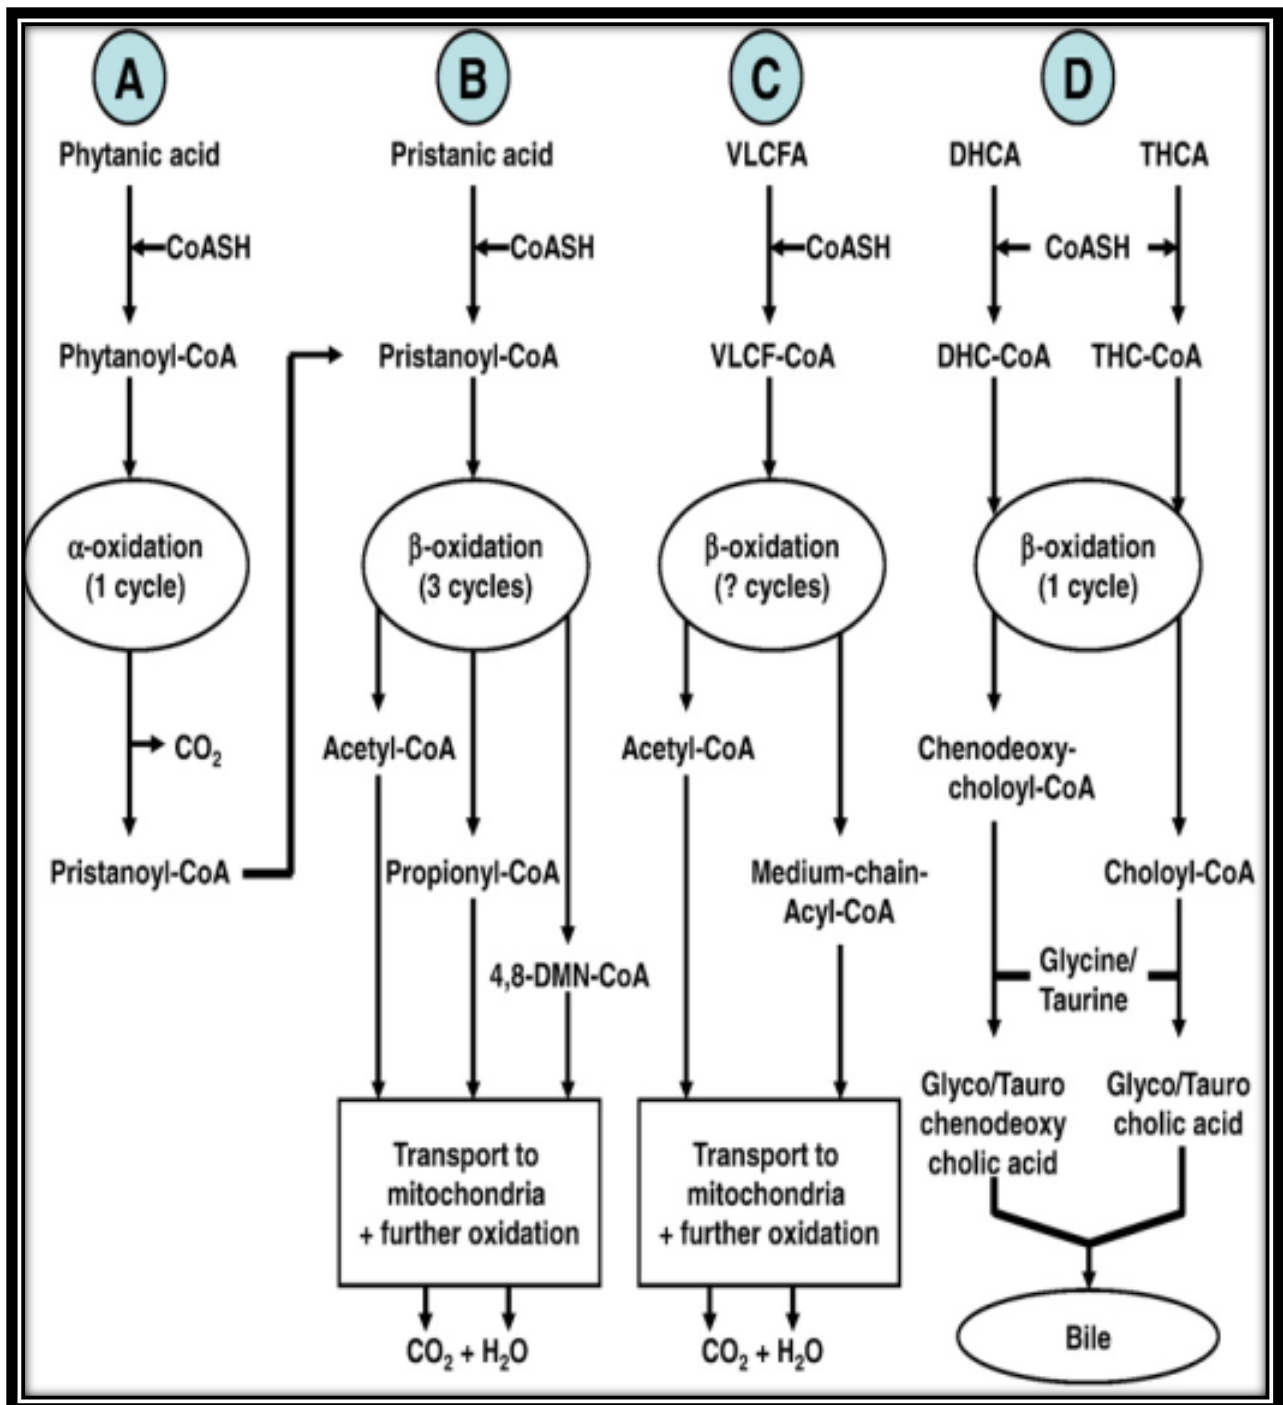 A
Phytanic acid
CoASH
Phytanoyl-CoA
α-oxidation
(1 cycle)
CO₂
Pristanoyl-CoA
B
Pristanic acid
CoASH
Pristanoyl-CoA
β-oxidation
(3 cycles)
Acetyl-CoA
Propionyl-CoA
4,8-DMN-CoA
Transport to
mitochondria
+ further oxidation
CO₂ + H₂O
C
VLCFA
CoASH
VLCF-CoA
β-oxidation
(? cycles)
Acetyl-CoA
Medium-chain-
Acyl-CoA
Transport to
mitochondria
+ further oxidation
CO₂ + H₂O
D
DHCA
THCA
CoASH
DHC-CoA
THC-CoA
β-oxidation
(1 cycle)
Chenodeoxy-
choloyl-CoA
Choloyl-CoA
Glycine/
Taurine
Glyco/Tauro
chenodeoxy
cholic acid
Glyco/Tauro
cholic acid
Bile